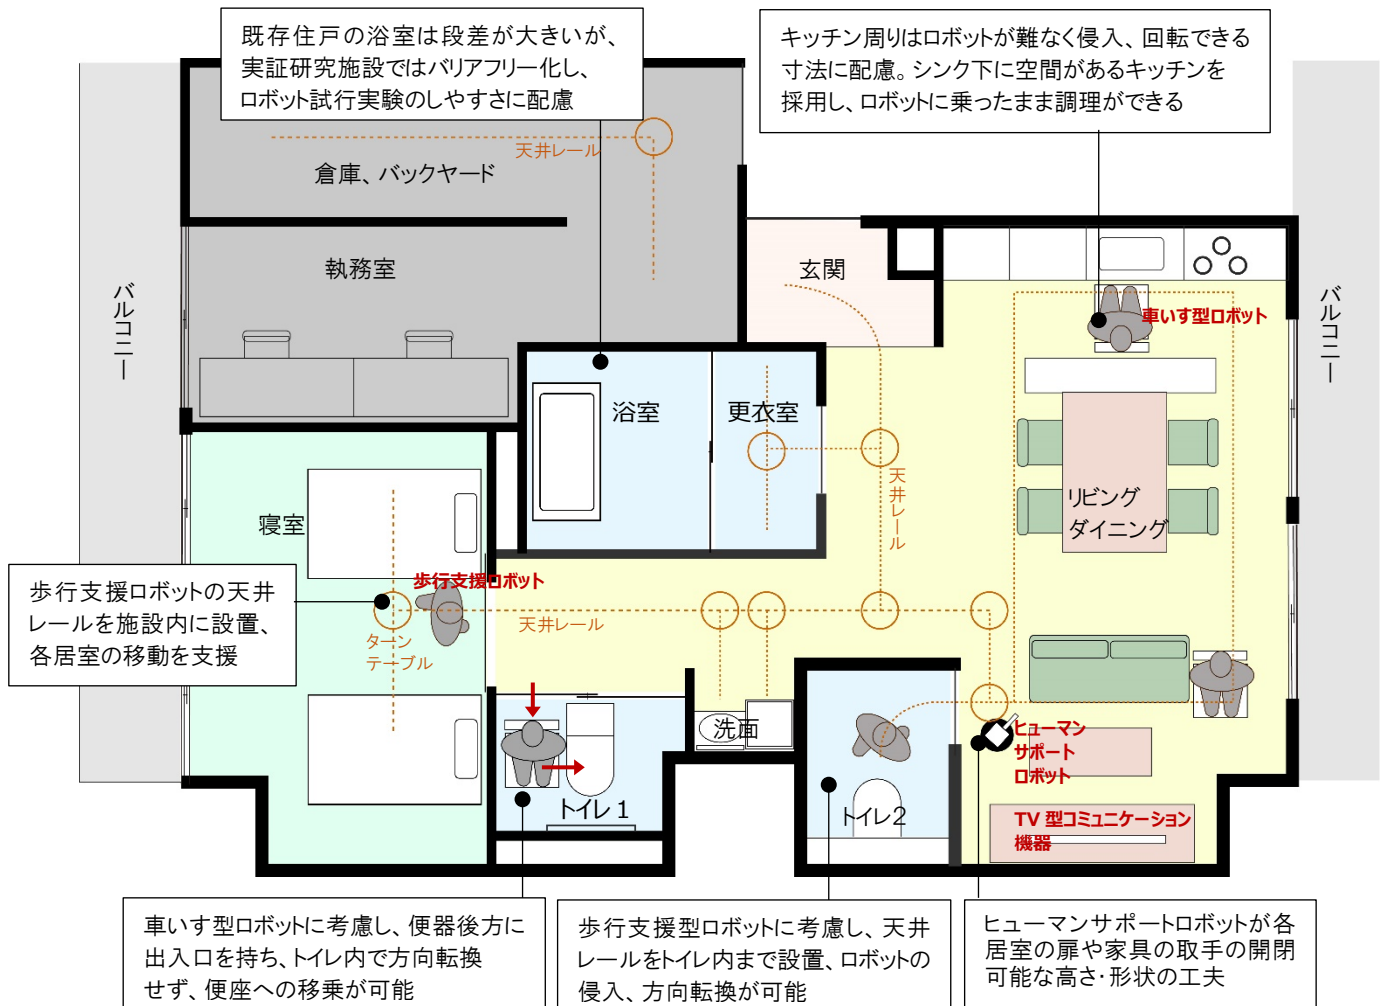 既存住戸の浴室は段差が大きいが、
実証研究施設ではバリアフリー化し、
ロボット試行実験のしやすさに配慮
キッチン周りはロボットが難なく侵入、回転できる
寸法に配慮。シンク下に空間があるキッチンを
採用し、ロボットに乗ったまま調理ができる
天井レール
倉庫、バックヤード
執務室
玄関
バルコニー
バルコニー
車いす型ロボット
浴室
更衣室
天井レール
リビング
ダイニング
寝室
歩行支援ロボット
歩行支援ロボットの天井
レールを施設内に設置、
各居室の移動を支援
ターン
テーブル
天井レール
洗面
トイレ1
トイレ2
ヒューマン
サポート
ロボット
TV 型コミュニケーション
機器
車いす型ロボットに考慮し、便器後方に
出入口を持ち、トイレ内で方向転換
せず、便座への移乗が可能
歩行支援型ロボットに考慮し、天井
レールをトイレ内まで設置、ロボットの
侵入、方向転換が可能
ヒューマンサポートロボットが各
居室の扉や家具の取手の開閉
可能な高さ・形状の工夫